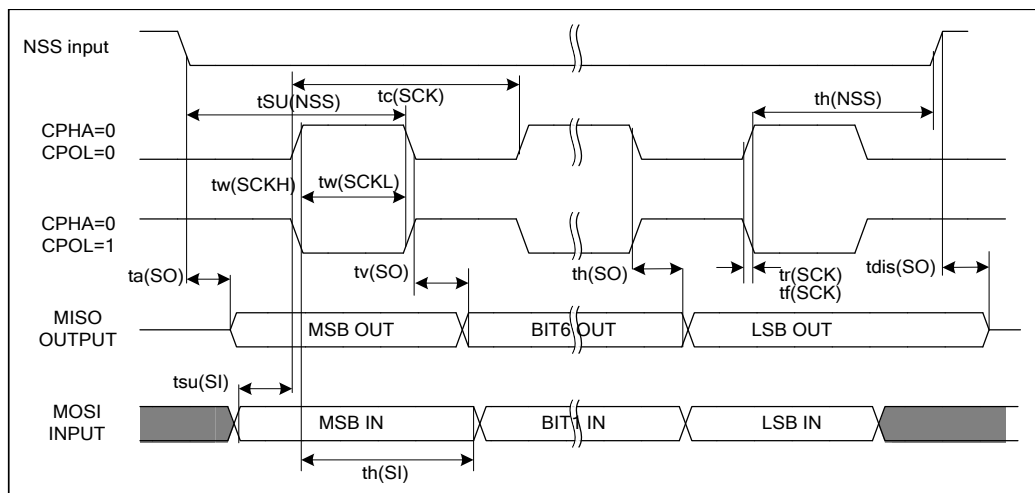 NSS input
tc(SCK)
tSU(NSS)
th(NSS)
CPHA=0
CPOL=0
tw(SCKH)
tw(SCKL)
CPHA=0
CPOL=1
ta(SO)
tv(SO)
th(SO)
tr(SCK)
tf(SCK)
tdis(SO)
MISO
OUTPUT
MSB OUT
BIT6 OUT
LSB OUT
tsu(SI)
MOSI
INPUT
MSB IN
BIT1 IN
LSB IN
th(SI)